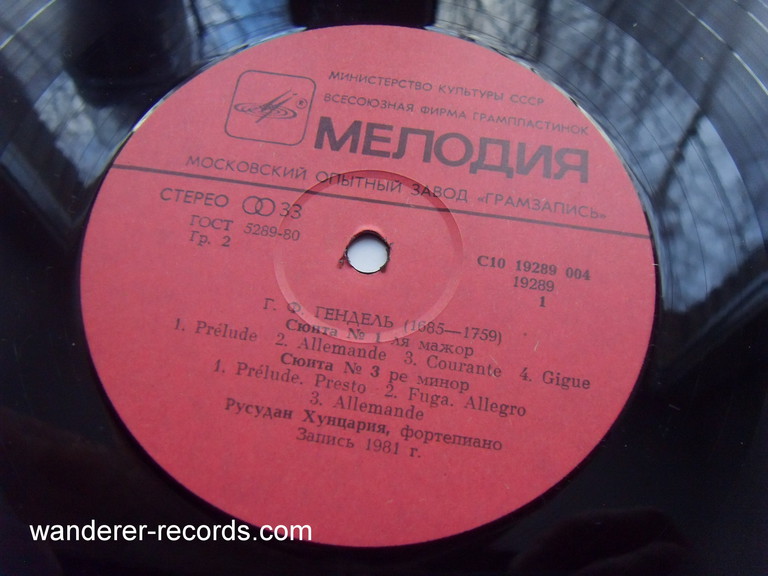 МИНИСТЕРСТВО КУЛЬТУРЫ СССР
ВСЕСОЮЗНАЯ ФИРМА ГРАМПЛАСТИНОК
МЕЛОДИЯ
МОСКОВСКИЙ ОПЫТНЫЙ ЗАВОД «ГРАМЗАПИСЬ»
СТЕРЕО 33
ГОСТ 5289-80
Гр. 2
С10 19289 004
19289
1
Г. Ф. ГЕНДЕЛЬ (1685—1759)
Сюита № 1 ля мажор
1. Prélude 2. Allemande 3. Courante 4. Gigue
Сюита № 3 ре минор
1. Prélude. Presto 2. Fuga. Allegro
3. Allemande
Русудан Хунцария, фортепиано
Запись 1981 г.
wanderer-records.com